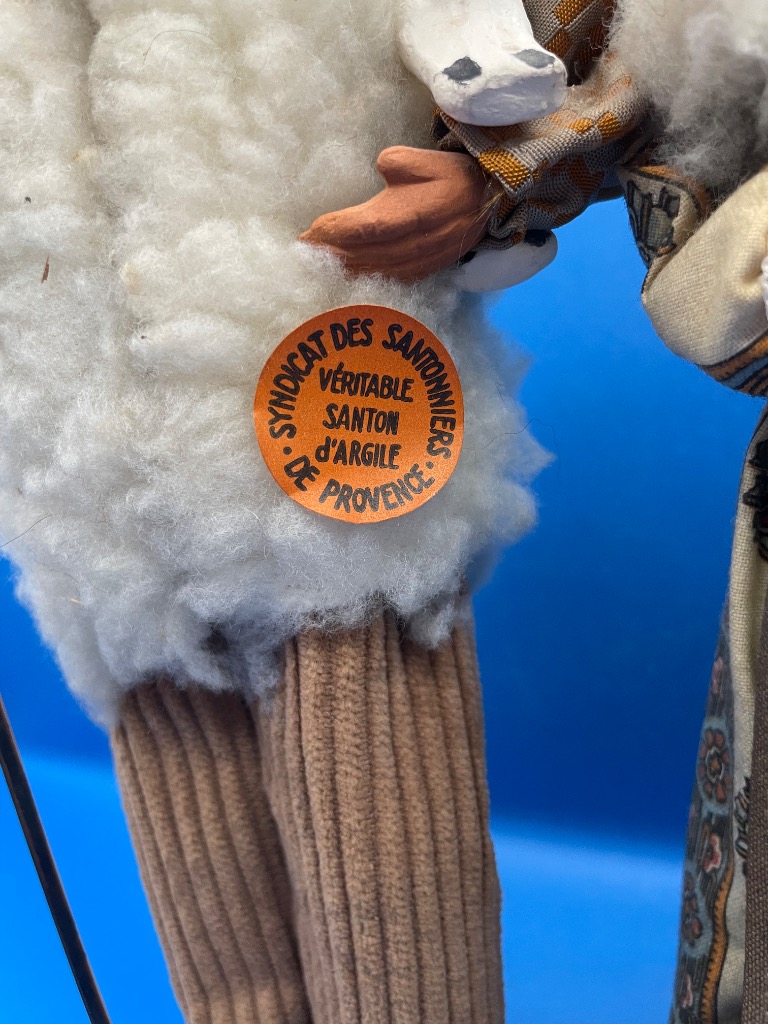 · SYNDICAT DES SANTONNIERS ·
VÉRITABLE
SANTON
d'ARGILE
DE PROVENCE